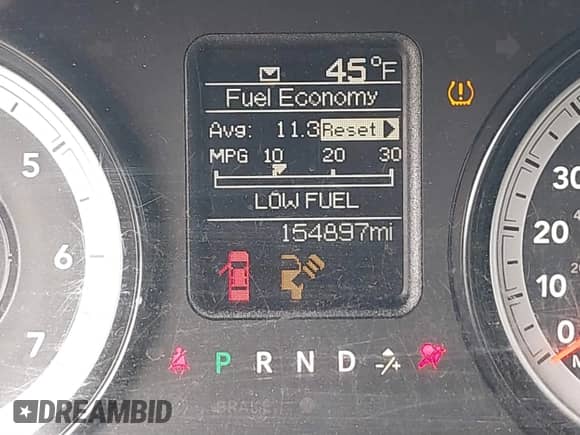 45°F
Fuel Economy
Avg: 11.3 Reset
MPG 10 20 30
LOW FUEL
154897mi
5
6
7
30
20
10
0
P R N D -/+
BRAKE
★DREAMBID